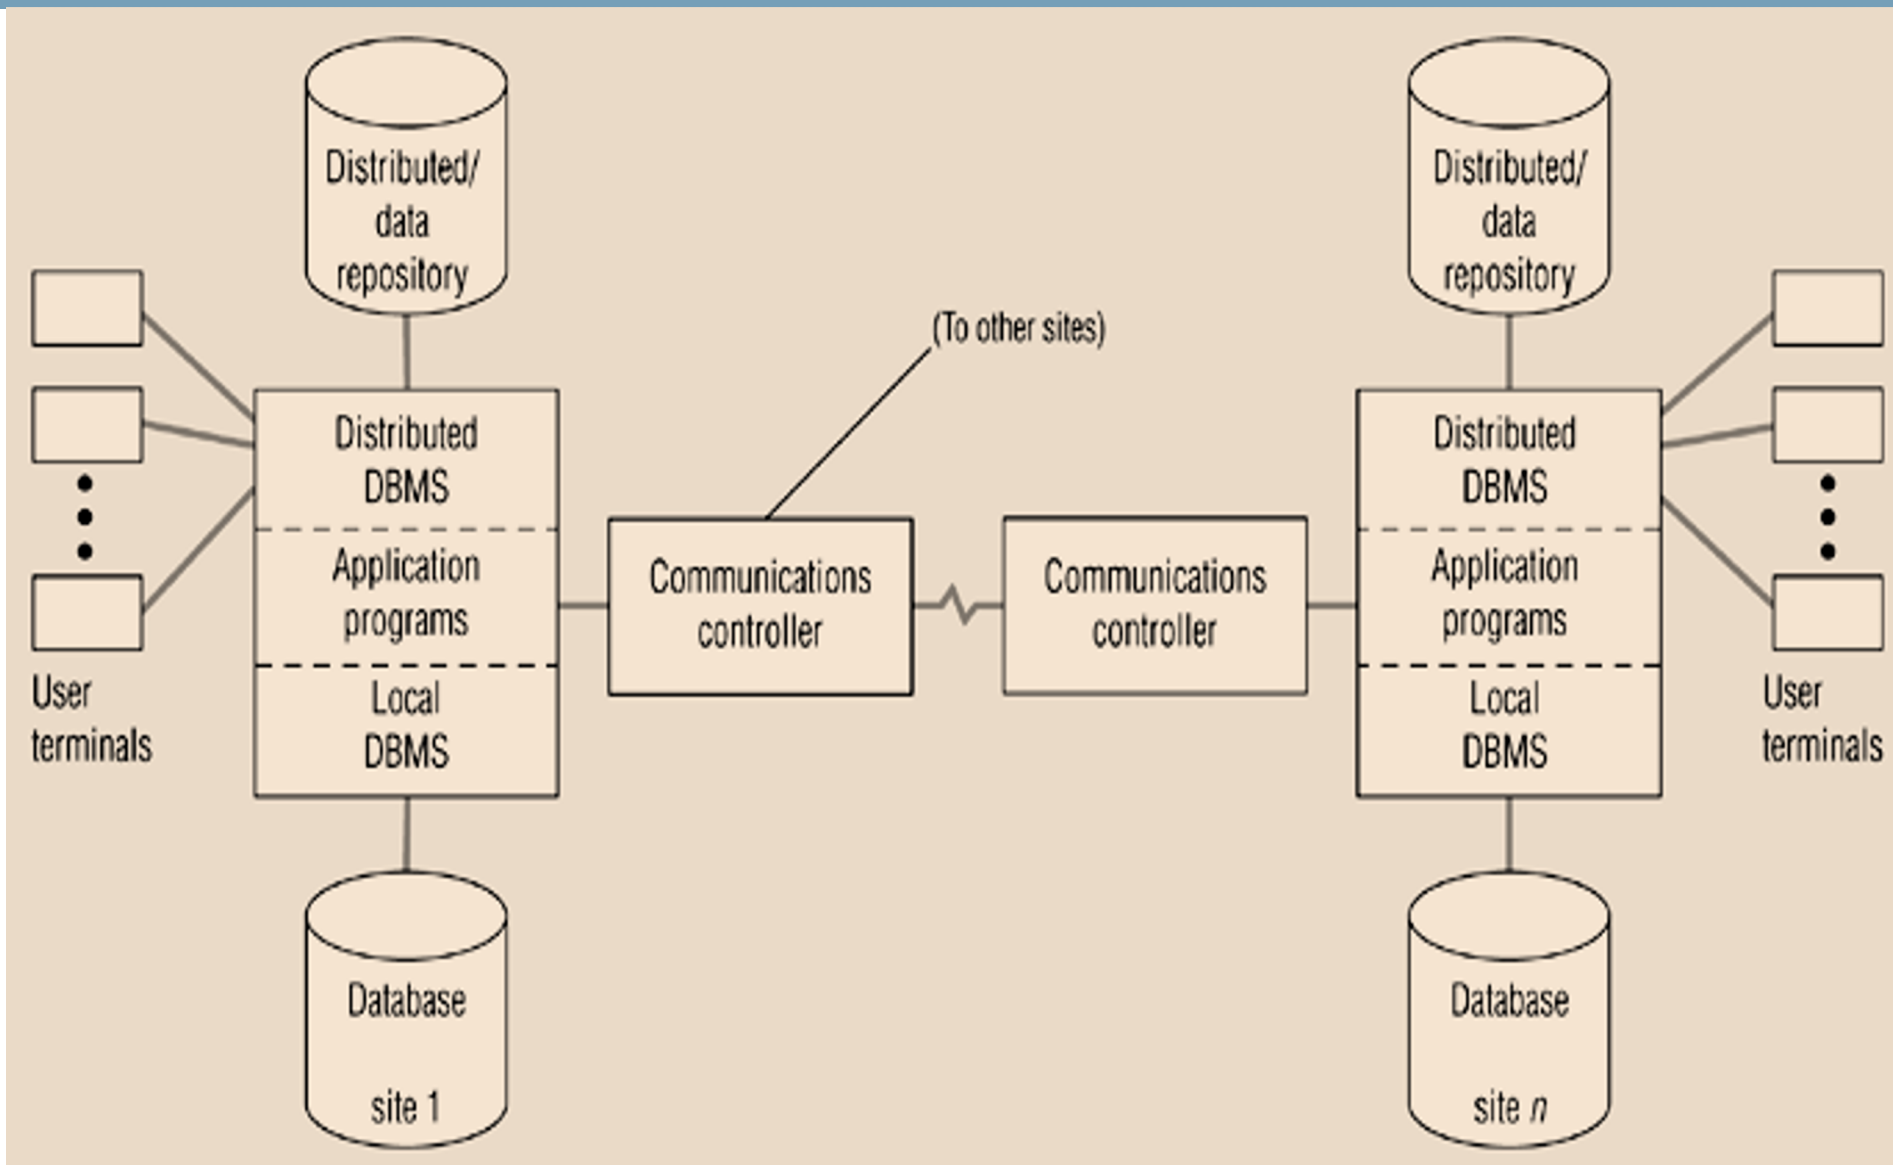 Distributed/
data
repository
Distributed/
data
repository
(To other sites)
Distributed
DBMS
Application
programs
Local
DBMS
Communications
controller
Communications
controller
Distributed
DBMS
Application
programs
Local
DBMS
User
terminals
User
terminals
Database
site 1
Database
site n